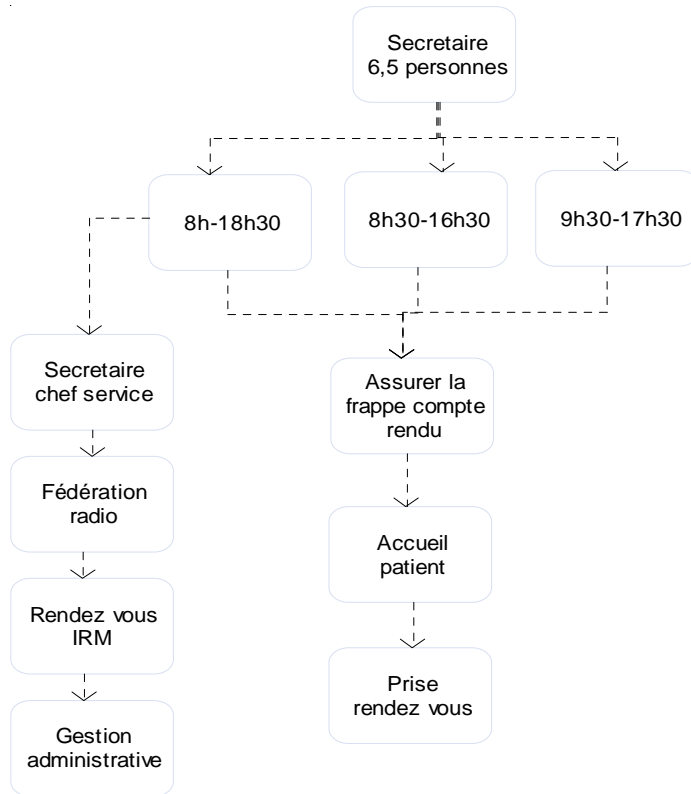 Secretaire
6,5 personnes
8h-18h30
8h30-16h30
9h30-17h30
Secretaire
chef service
Assurer la
frappe compte
rendu
Fédération
radio
Accueil
patient
Rendez vous
IRM
Prise
rendez vous
Gestion
administrative